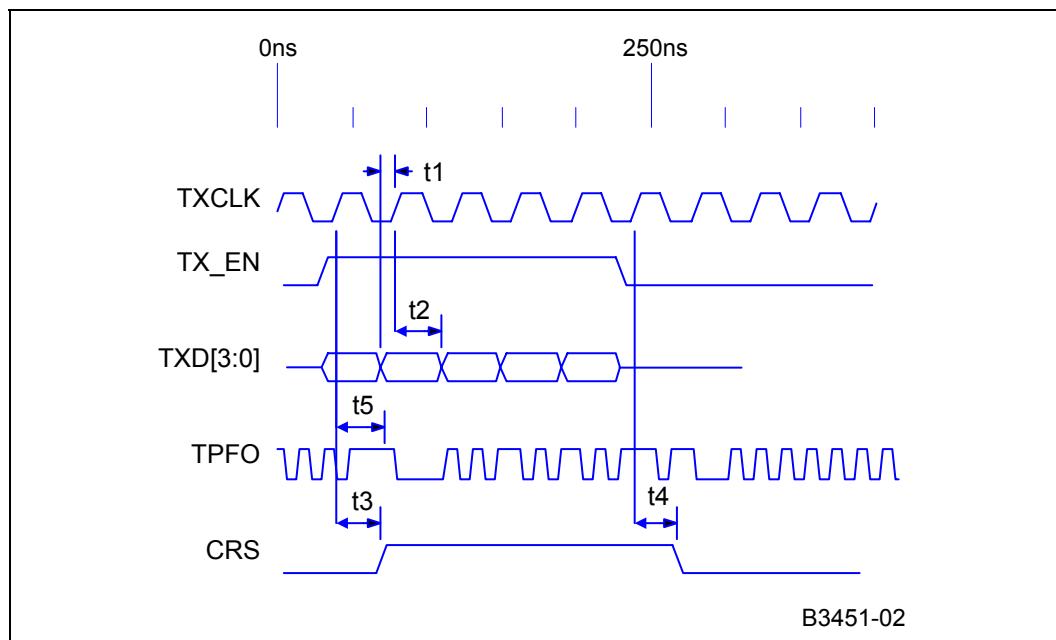 0ns 250ns
t1
TXCLK
TX_EN
t2
TXD[3:0]
t5
TPFO
t3 t4
CRS
B3451-02